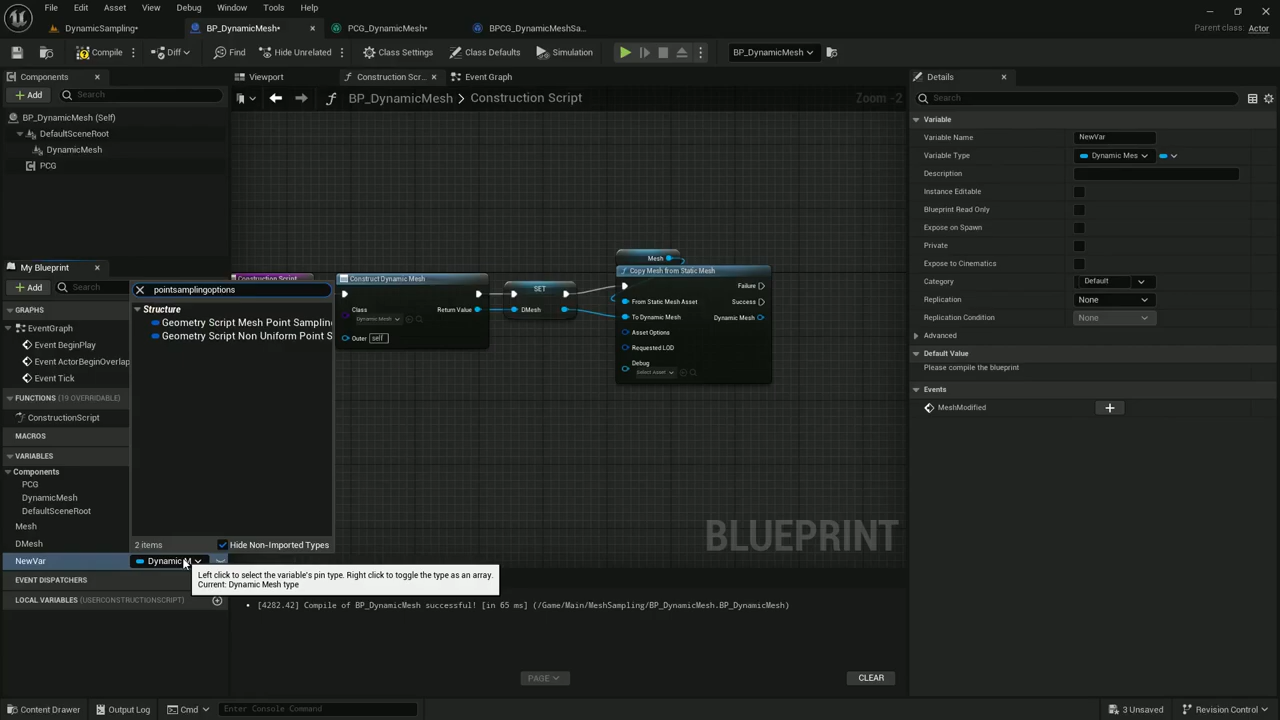 File Edit Asset View Debug Window Tools Help
DynamicSampling• BP_DynamicMesh• PCG_DynamicMesh• BPCG_DynamicMeshSa... Parent class: Actor
Compile Diff Find Hide Unrelated Class Settings Class Defaults Simulation BP_DynamicMesh
Components Viewport Construction Scr... Event Graph Details
Add Search BP_DynamicMesh > Construction Script Zoom -2 Search
BP_DynamicMesh (Self)
DefaultSceneRoot
DynamicMesh
PCG
Variable
Variable Name NewVar
Variable Type Dynamic Mes
Description
Instance Editable
Blueprint Read Only
Expose on Spawn
Private
Expose to Cinematics
Category Default
Replication None
Replication Condition None
Advanced
Default Value
Please compile the blueprint
Events
MeshModified
My Blueprint
Add Search
GRAPHS
EventGraph
Event BeginPlay
Event ActorBeginOverlap
Event Tick
FUNCTIONS (19 OVERRIDABLE)
ConstructionScript
MACROS
VARIABLES
Components
PCG
DynamicMesh
DefaultSceneRoot
Mesh
DMesh
NewVar Dynamic M
EVENT DISPATCHERS
LOCAL VARIABLES (USERCONSTRUCTIONSCRIPT)
pointsamplingoptions
Structure
Geometry Script Mesh Point Sampling
Geometry Script Non Uniform Point S
2 items Hide Non-Imported Types
Left click to select the variable's pin type. Right click to toggle the type as an array.
Current: Dynamic Mesh type
Construction Script
Construct Dynamic Mesh
Class
Dynamic Mesh
Return Value
Outer self
SET
DMesh
Mesh
Copy Mesh from Static Mesh
Failure
From Static Mesh Asset Success
To Dynamic Mesh Dynamic Mesh
Asset Options
Requested LOD
Debug
Select Asset
BLUEPRINT
[4282.42] Compile of BP_DynamicMesh successful! [in 65 ms] (/Game/Main/MeshSampling/BP_DynamicMesh.BP_DynamicMesh)
PAGE CLEAR
Content Drawer Output Log Cmd Enter Console Command 3 Unsaved Revision Control